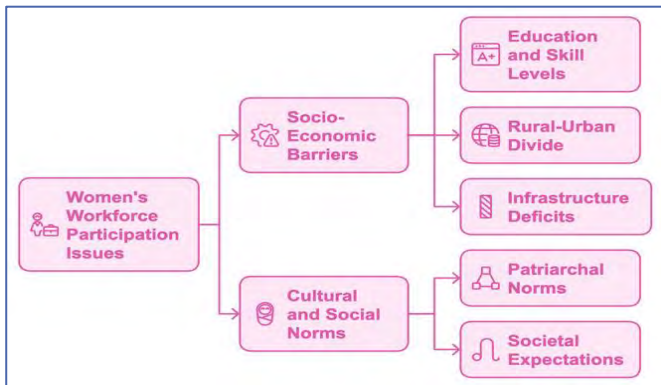 Women's
Workforce
Participation
Issues
Socio-
Economic
Barriers
Cultural
and Social
Norms
A+
Education
and Skill
Levels
Rural-Urban
Divide
Infrastructure
Deficits
Patriarchal
Norms
Societal
Expectations